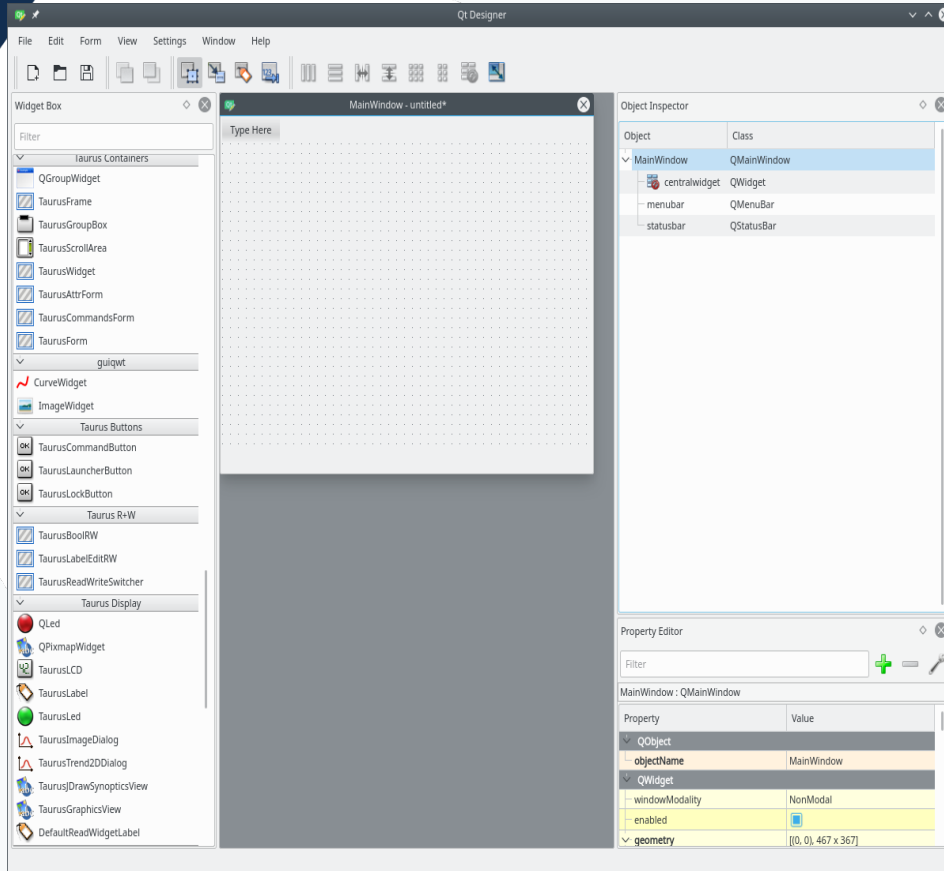 Qt Designer
File Edit Form View Settings Window Help
Widget Box
Filter
Taurus Containers
QGroupWidget
TaurusFrame
TaurusGroupBox
TaurusScrollArea
TaurusWidget
TaurusAttrForm
TaurusCommandsForm
TaurusForm
guiqwt
CurveWidget
ImageWidget
Taurus Buttons
OK TaurusCommandButton
OK TaurusLauncherButton
OK TaurusLockButton
Taurus R+W
TaurusBoolRW
TaurusLabelEditRW
TaurusReadWriteSwitcher
Taurus Display
QLed
QPixmapWidget
TaurusLCD
TaurusLabel
TaurusLed
TaurusImageDialog
TaurusTrend2DDialog
TaurusJDrawSynopticsView
TaurusGraphicsView
DefaultReadWidgetLabel
MainWindow - untitled*
Type Here
Object Inspector
Object Class
MainWindow QMainWindow
centralwidget QWidget
menubar QMenuBar
statusbar QStatusBar
Property Editor
Filter
MainWindow : QMainWindow
Property Value
QObject
objectName MainWindow
QWidget
windowModality NonModal
enabled
geometry [(0, 0), 467 x 367]